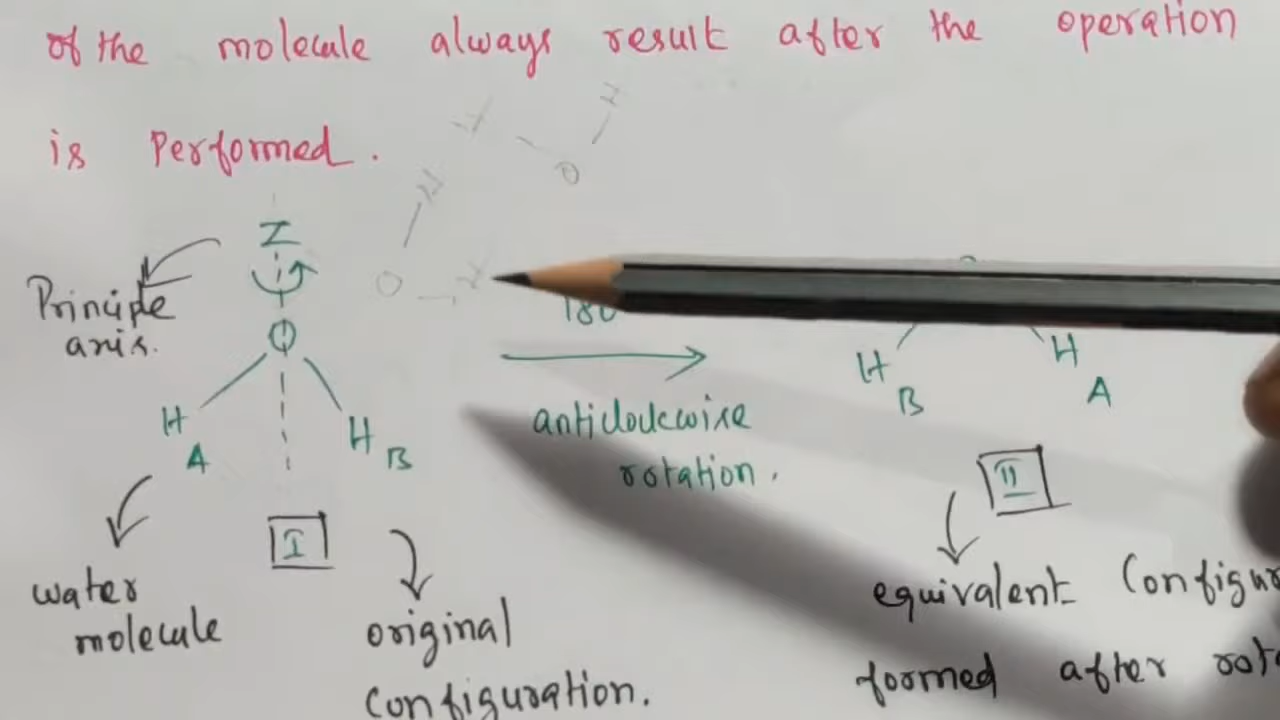 of the molecule always result after the operation
is Performed.
Z
Principle
axis.
O
H
A
H
B
180
anticlockwise
rotation.
H
B
H
A
I
II
water
molecule
original
configuration.
equivalent
formed after
O
H
H
O
H
H